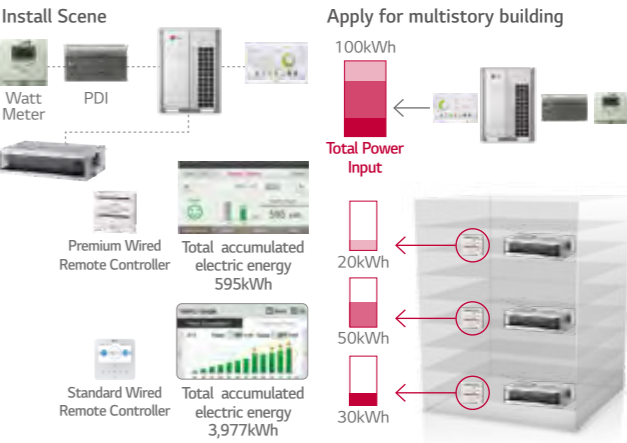 Install Scene
Watt
Meter
PDI
Premium Wired
Remote Controller
Total accumulated
electric energy
595kWh
Standard Wired
Remote Controller
Total accumulated
electric energy
3,977kWh
Apply for multistory building
100kWh
Total Power
Input
20kWh
50kWh
30kWh